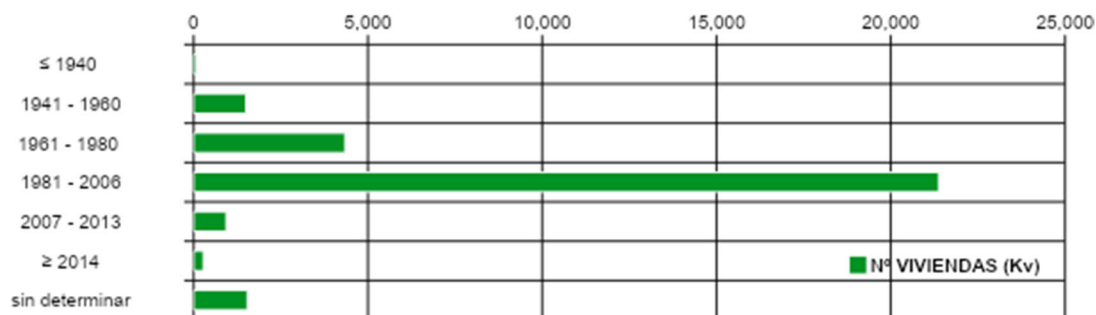 0 5,000 10,000 15,000 20,000 25,000
≤ 1940
1941 - 1960
1961 - 1980
1981 - 2006
2007 - 2013
≥ 2014
Nº VIVIENDAS (Kv)
sin determinar